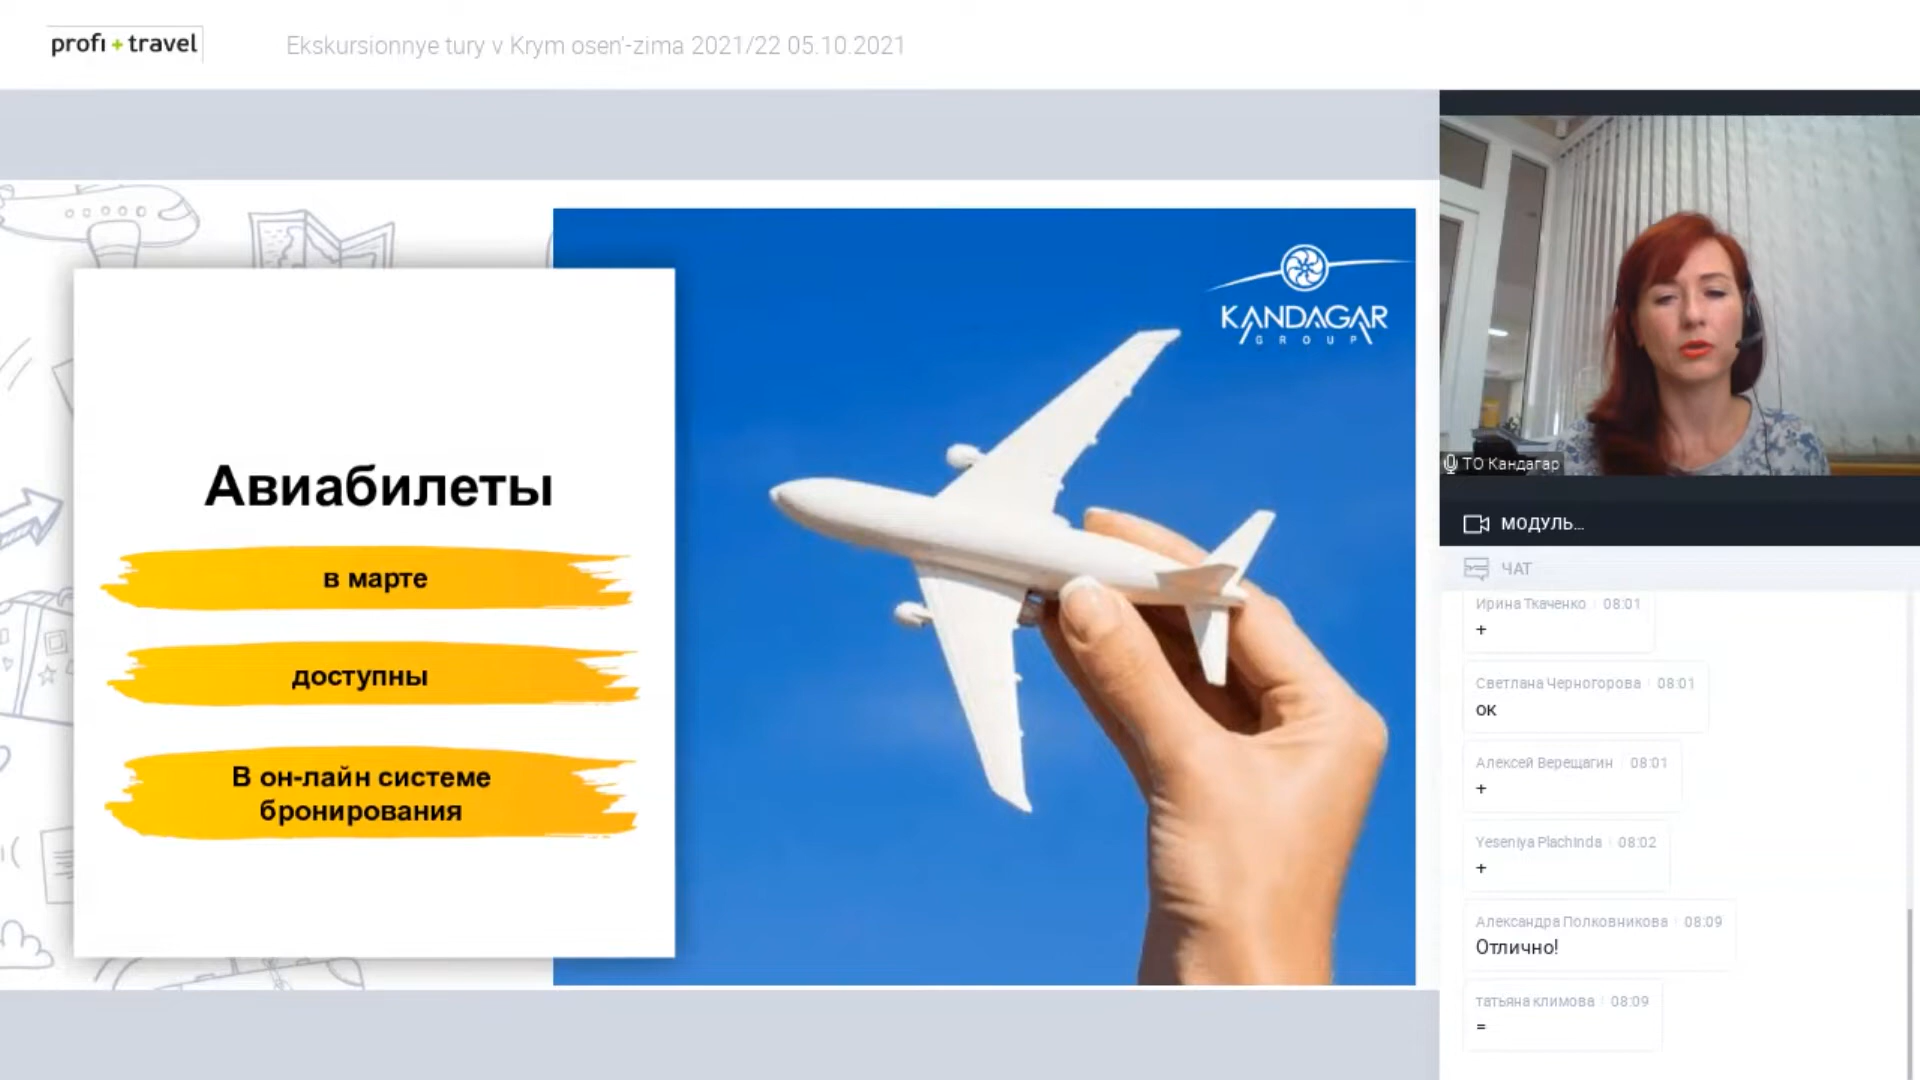 profi + travel
Ekskursionnye tury v Krym osen'-zima 2021/22 05.10.2021
KANDAGAR
GROUP
Авиабилеты
в марте
доступны
В он-лайн системе
бронирования
ТО Кандагар
МОДУЛЬ...
ЧАТ
Ирина Ткаченко 08:01
+
Светлана Черногорова 08:01
ок
Алексей Верещагин 08:01
+
Yeseniya Plachinda 08:02
+
Александра Полковникова 08:09
Отлично!
татьяна климова 08:09
=